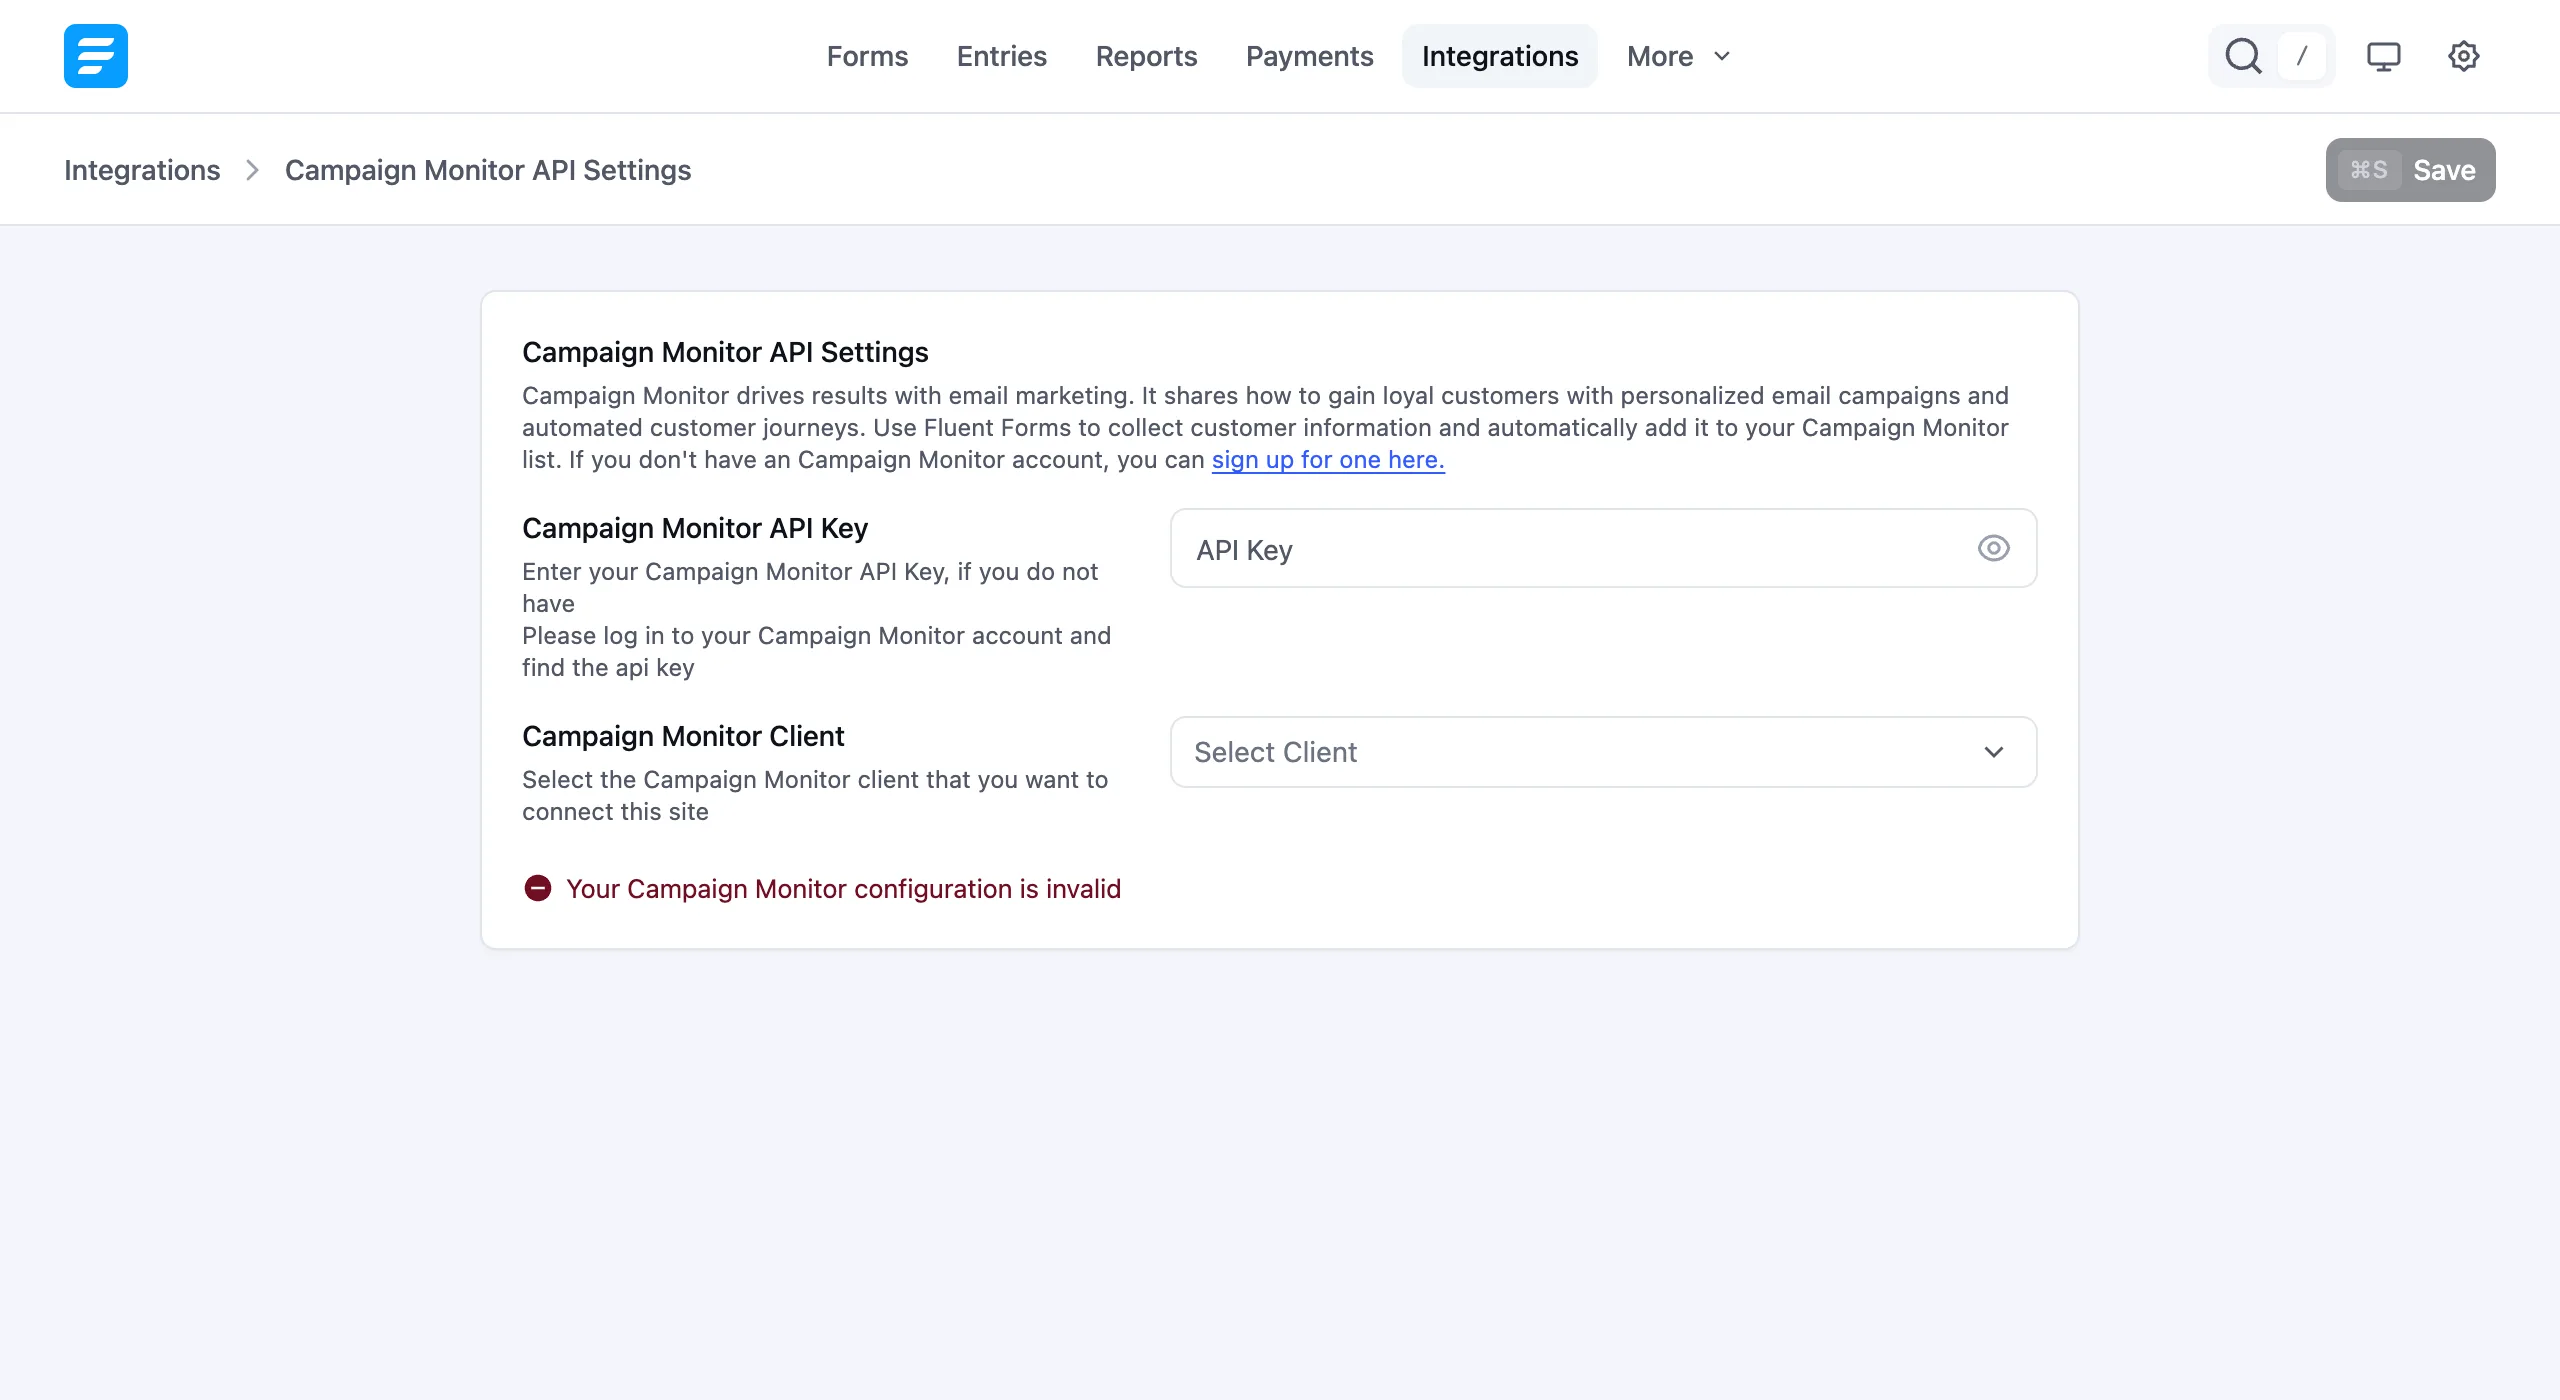 Forms Entries Reports Payments Integrations More /
Integrations > Campaign Monitor API Settings ⌘S Save
Campaign Monitor API Settings
Campaign Monitor drives results with email marketing. It shares how to gain loyal customers with personalized email campaigns and
automated customer journeys. Use Fluent Forms to collect customer information and automatically add it to your Campaign Monitor
list. If you don't have an Campaign Monitor account, you can sign up for one here.
Campaign Monitor API Key
Enter your Campaign Monitor API Key, if you do not
have
Please log in to your Campaign Monitor account and
find the api key
API Key
Campaign Monitor Client
Select the Campaign Monitor client that you want to
connect this site
Select Client
Your Campaign Monitor configuration is invalid